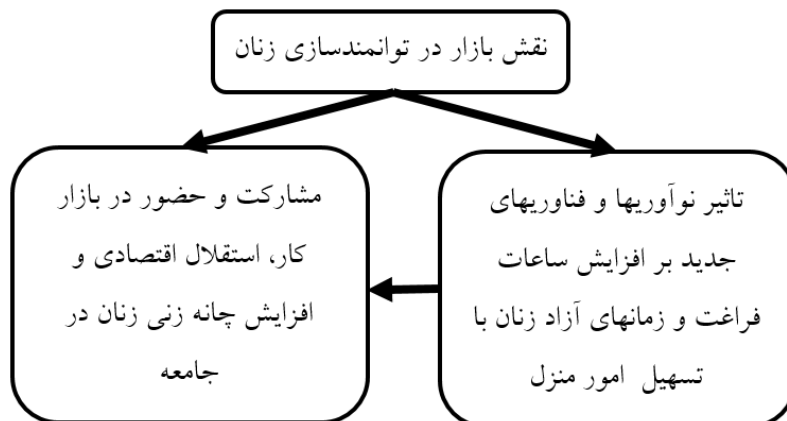 نقش بازار در توانمندسازی زنان
تاثیر نوآوریها و فناوریهای
جدید بر افزایش ساعات
فراغت و زمانهای آزاد زنان با
تسهیل امور منزل
مشارکت و حضور در بازار
کار، استقلال اقتصادی و
افزایش چانه زنی زنان در
جامعه